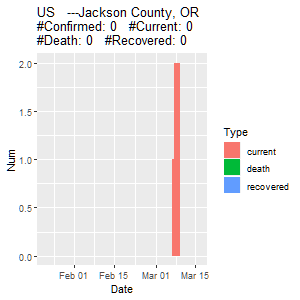 US   ---Jackson County, OR
#Confirmed: 0   #Current: 0
#Death: 0   #Recovered: 0
2.0
1.5
1.0
0.5
0.0
Num
Feb 01 Feb 15 Mar 01 Mar 15
Date
Type
current
death
recovered